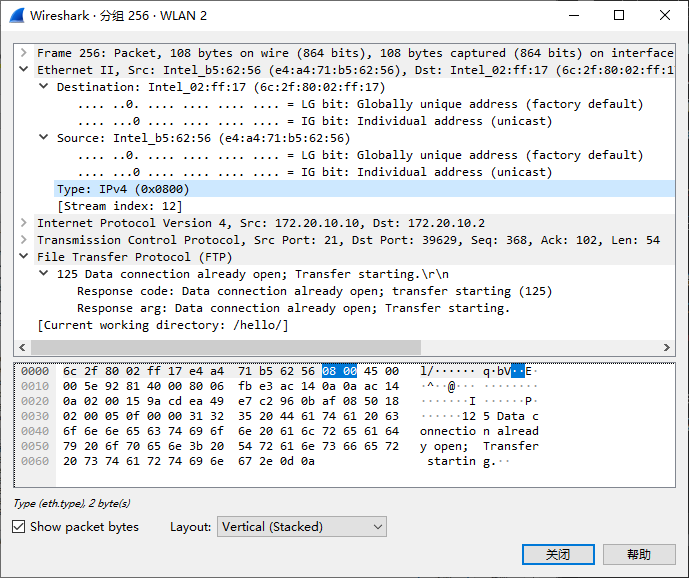 Wireshark · 分组 256 · WLAN 2
Frame 256: Packet, 108 bytes on wire (864 bits), 108 bytes captured (864 bits) on interface
Ethernet II, Src: Intel_b5:62:56 (e4:a4:71:b5:62:56), Dst: Intel_02:ff:17 (6c:2f:80:02:ff:17
Destination: Intel_02:ff:17 (6c:2f:80:02:ff:17)
.... ..0. .... .... .... .... = LG bit: Globally unique address (factory default)
.... ...0 .... .... .... .... = IG bit: Individual address (unicast)
Source: Intel_b5:62:56 (e4:a4:71:b5:62:56)
.... ..0. .... .... .... .... = LG bit: Globally unique address (factory default)
.... ...0 .... .... .... .... = IG bit: Individual address (unicast)
Type: IPv4 (0x0800)
[Stream index: 12]
Internet Protocol Version 4, Src: 172.20.10.10, Dst: 172.20.10.2
Transmission Control Protocol, Src Port: 21, Dst Port: 39629, Seq: 368, Ack: 102, Len: 54
File Transfer Protocol (FTP)
125 Data connection already open; Transfer starting.\r\n
Response code: Data connection already open; transfer starting (125)
Response arg: Data connection already open; Transfer starting.
[Current working directory: /hello/]
0000 6c 2f 80 02 ff 17 e4 a4 71 b5 62 56 08 00 45 00 l/······ q·bV··E·
0010 00 5e 92 81 40 00 80 06 fb e3 ac 14 0a 0a ac 14 ·^··@··· ········
0020 0a 02 00 15 9a cd ea 49 e7 c2 96 0b af 08 50 18 ·······I ······P·
0030 02 00 05 0f 00 00 31 32 35 20 44 61 74 61 20 63 ······12 5 Data c
0040 6f 6e 6e 65 63 74 69 6f 6e 20 61 6c 72 65 61 64 onnectio n alread
0050 79 20 6f 70 65 6e 3b 20 54 72 61 6e 73 66 65 72 y open; Transfer
0060 20 73 74 61 72 74 69 6e 67 2e 0d 0a startin g.··
Type (eth.type), 2 byte(s)
Show packet bytes Layout: Vertical (Stacked)
关闭 帮助